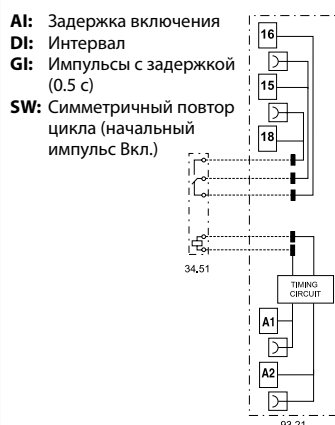 AI: Задержка включения
DI: Интервал
GI: Импульсы с задержкой
(0.5 с)
SW: Симметричный повтор
цикла (начальный
импульс Вкл.)
16
15
18
34.51
TIMING
CIRCUIT
A1
A2
93.21